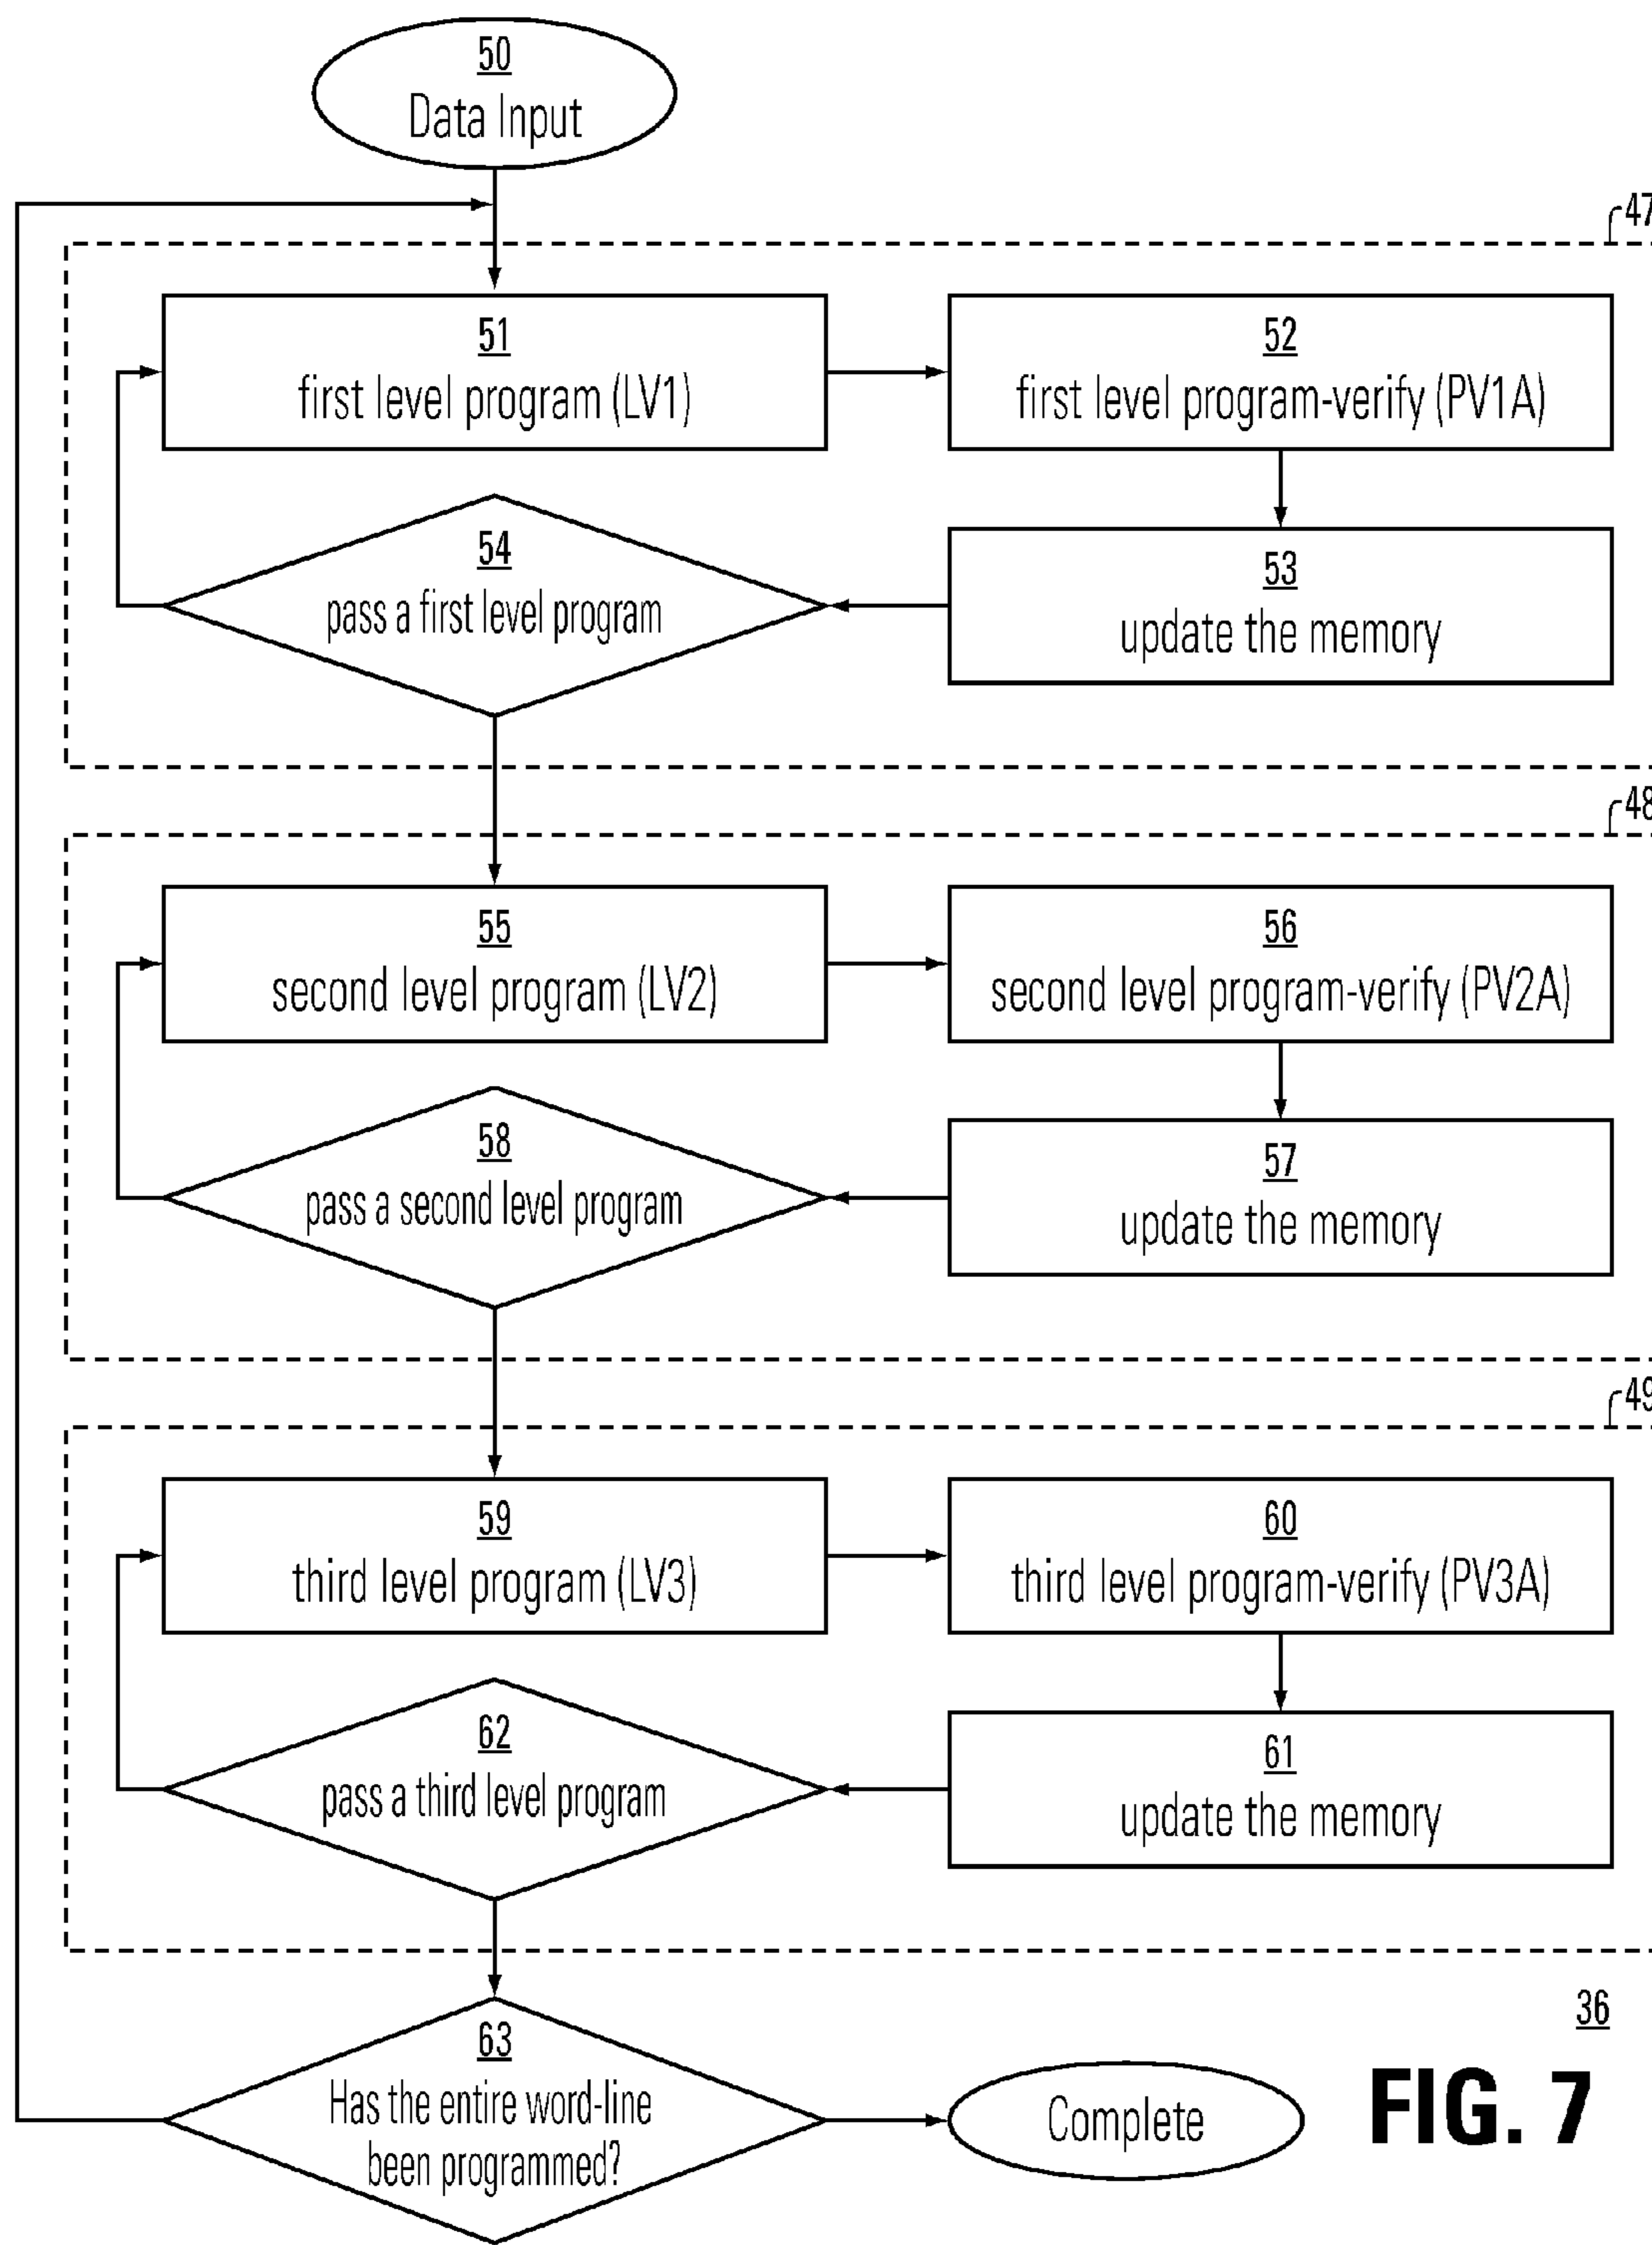 50
Data Input
47
51
first level program (LV1)
52
first level program-verify (PV1A)
54
pass a first level program
53
update the memory
48
55
second level program (LV2)
56
second level program-verify (PV2A)
58
pass a second level program
57
update the memory
49
59
third level program (LV3)
60
third level program-verify (PV3A)
62
pass a third level program
61
update the memory
63
Has the entire word-line
been programmed?
Complete
36
FIG. 7